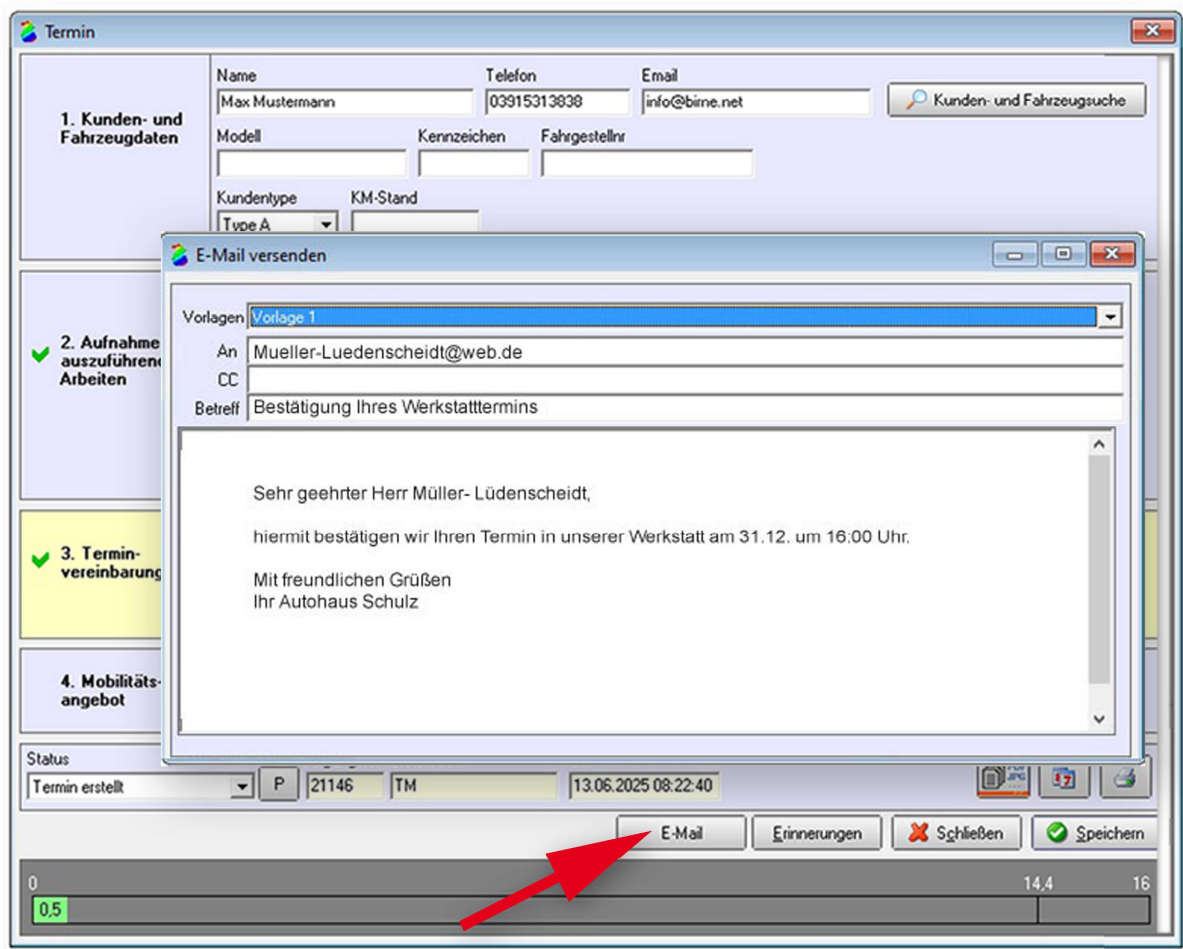 Termin
Name
Telefon
Email
Max Mustermann
03915313838
info@birne.net
Kunden- und Fahrzeugsuche
1. Kunden- und
Fahrzeugdaten
Modell
Kennzeichen
Fahrgestellnr
Kundentype
KM-Stand
Type A
E-Mail versenden
Vorlagen
Vorlage 1
An
Mueller-Luedenscheidt@web.de
CC
Betreff
Bestätigung Ihres Werkstatttermins
Sehr geehrter Herr Müller- Lüdenscheidt,
hiermit bestätigen wir Ihren Termin in unserer Werkstatt am 31.12. um 16:00 Uhr.
Mit freundlichen Grüßen
Ihr Autohaus Schulz
2. Aufnahme
auszuführen
Arbeiten
3. Termin-
vereinbarung
4. Mobilitäts-
angebot
Status
Termin erstellt
P
21146
TM
13.06.2025 08:22:40
JPG
17
E-Mail
Erinnerungen
Schließen
Speichern
0
14,4
16
0,5